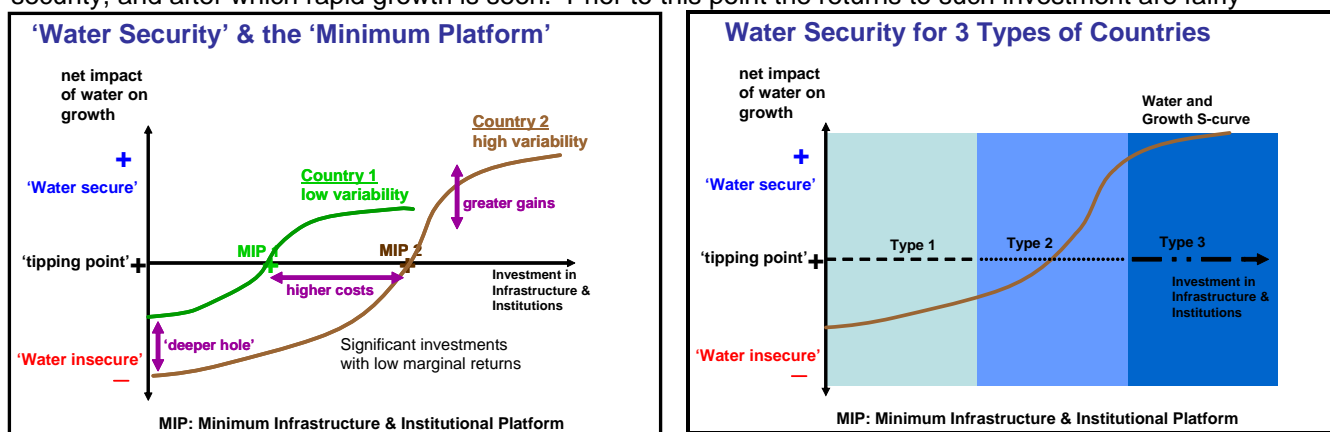 security, and after which rapid growth is seen. Prior to this point the returns to such investment are fairly
‘Water Security’ & the ‘Minimum Platform’
net impact
of water on
growth
Country 2
high variability
+
Country 1
low variability
‘Water secure’
greater gains
MIP 1
MIP 2
‘tipping point’
higher costs
Investment in
Infrastructure &
Institutions
‘deeper hole’
Significant investments
with low marginal returns
‘Water insecure’
—
MIP: Minimum Infrastructure & Institutional Platform
Water Security for 3 Types of Countries
net impact
of water on
growth
Water and
Growth S-curve
+
‘Water secure’
Type 1
Type 2
Type 3
‘tipping point’
Investment in
Infrastructure &
Institutions
‘Water insecure’
—
MIP: Minimum Infrastructure & Institutional Platform